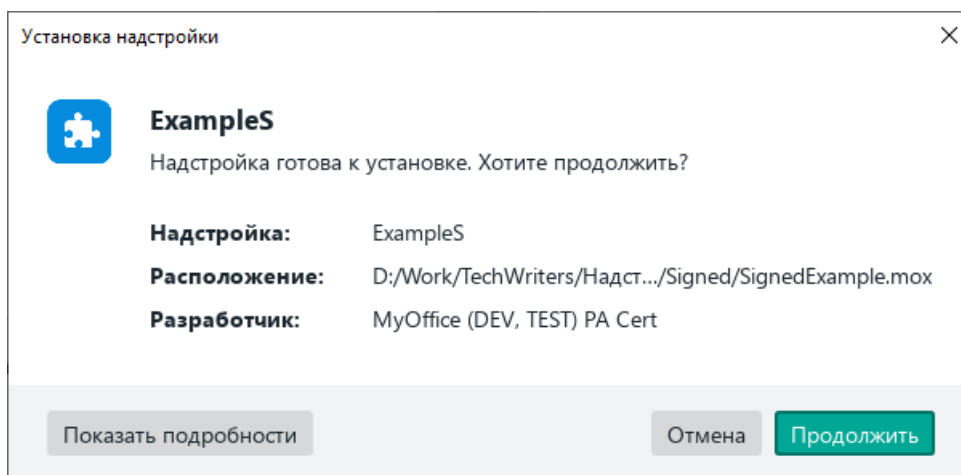 Установка надстройки
ExampleS
Надстройка готова к установке. Хотите продолжить?
Надстройка: ExampleS
Расположение: D:/Work/TechWriters/Надст.../Signed/SignedExample.mox
Разработчик: MyOffice (DEV, TEST) PA Cert
Показать подробности Отмена Продолжить